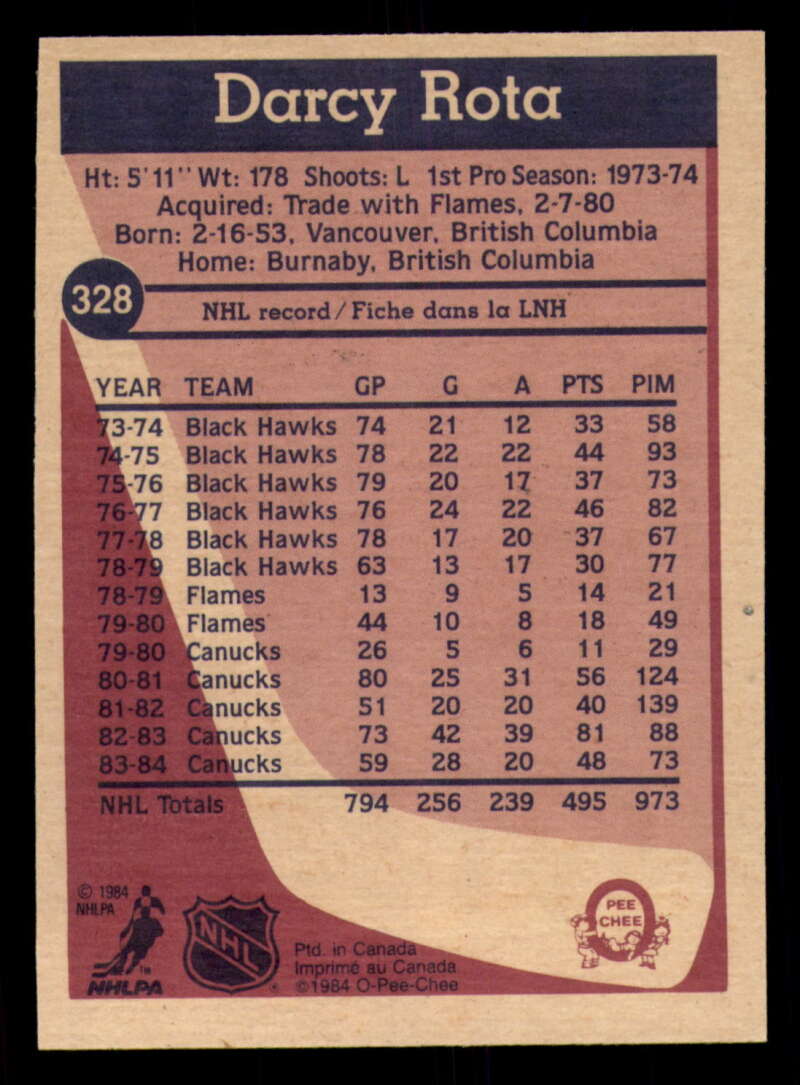 Darcy Rota
Ht: 5'11" Wt: 178 Shoots: L 1st Pro Season: 1973-74
Acquired: Trade with Flames, 2-7-80
Born: 2-16-53, Vancouver, British Columbia
Home: Burnaby, British Columbia
328
NHL record/Fiche dans la LNH
YEAR TEAM GP G A PTS PIM
73-74 Black Hawks 74 21 12 33 58
74-75 Black Hawks 78 22 22 44 93
75-76 Black Hawks 79 20 17 37 73
76-77 Black Hawks 76 24 22 46 82
77-78 Black Hawks 78 17 20 37 67
78-79 Black Hawks 63 13 17 30 77
78-79 Flames 13 9 5 14 21
79-80 Flames 44 10 8 18 49
79-80 Canucks 26 5 6 11 29
80-81 Canucks 80 25 31 56 124
81-82 Canucks 51 20 20 40 139
82-83 Canucks 73 42 39 81 88
83-84 Canucks 59 28 20 48 73
NHL Totals 794 256 239 495 973
© 1984
NHLPA
TM
NHLPA
NHL
®
Ptd. in Canada
Imprimé au Canada
©1984 O-Pee-Chee
PEE
CHEE